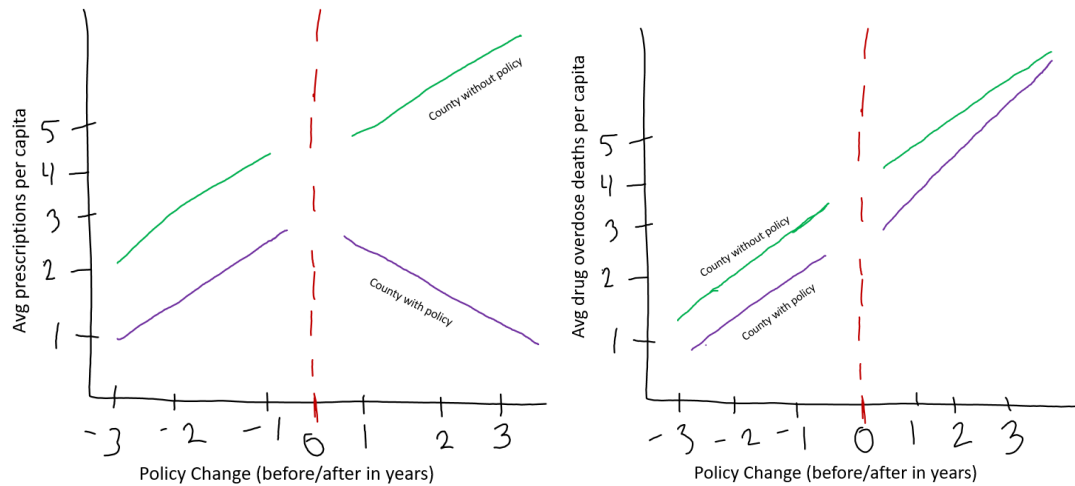 Avg prescriptions per capita
5
4
3
2
1
County without policy
County with policy
-3 -2 -1 0 1 2 3
Policy Change (before/after in years)
Avg drug overdose deaths per capita
5
4
3
2
1
County without policy
County with policy
-3 -2 -1 0 1 2 3
Policy Change (before/after in years)